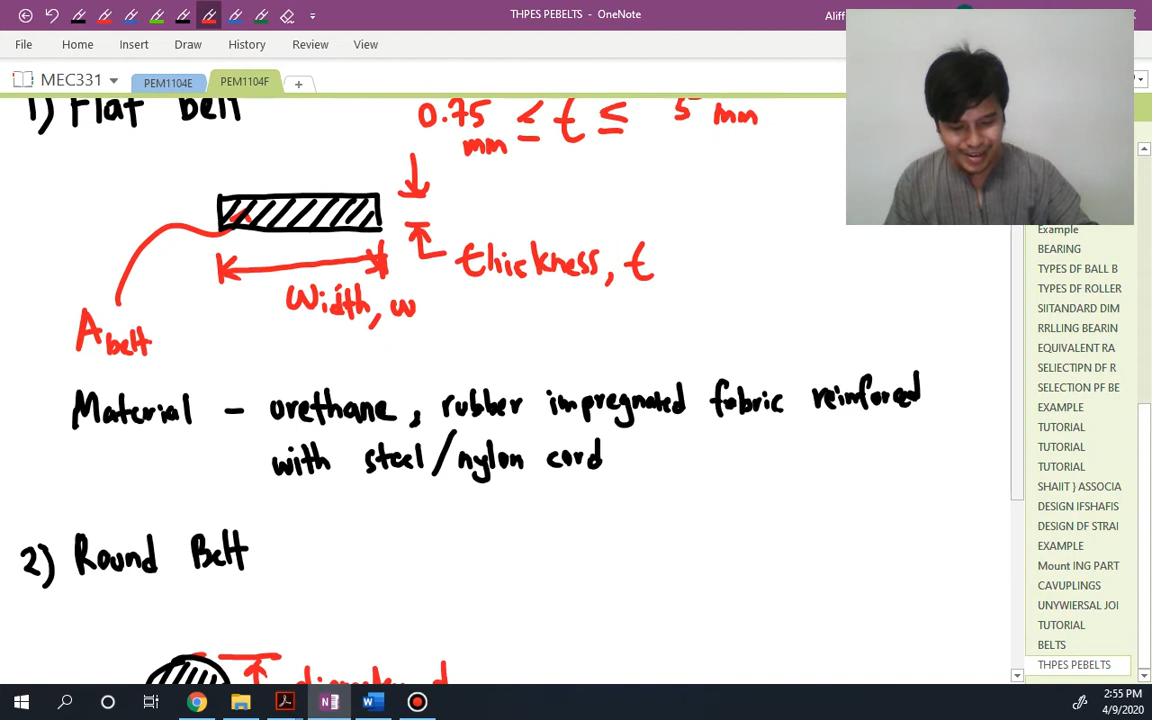 THPES PEBELTS - OneNote
Aliff
File Home Insert Draw History Review View
MEC331
PEM1104E
PEM1104F
1) Flat Belt
0.75 mm ≤ t ≤ 5 mm
thickness, t
Width, w
A belt
Material - urethane, rubber impregnated fabric reinforced
with steel/nylon cord
2) Round Belt
diameter, d
Example
BEARING
TYPES DF BALL B
TYPES DF ROLLER
SIITANDARD DIM
RRLLING BEARIN
EQUIVALENT RA
SELIECTIPN DF R
SELECTION PF BE
EXAMPLE
TUTORIAL
TUTORIAL
TUTORIAL
SHAIIT } ASSOCIA
DESIGN IFSHAFIS
DESIGN DF STRAI
EXAMPLE
Mount ING PART
CAVUPLINGS
UNYWIERSAL JOI
TUTORIAL
BELTS
THPES PEBELTS
2:55 PM
4/9/2020